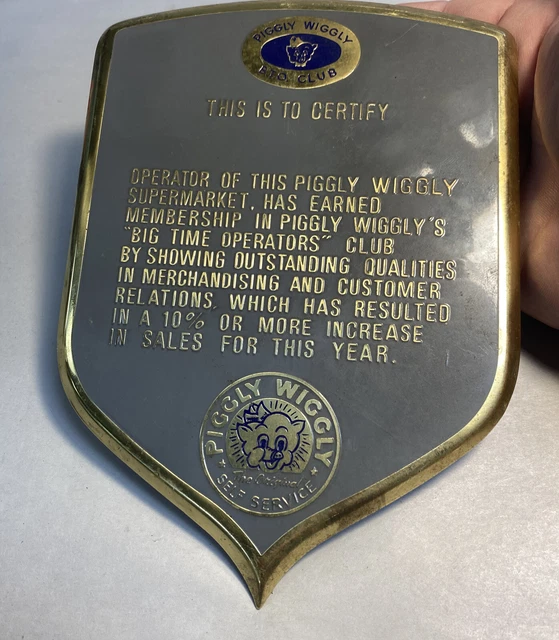 PIGGLY WIGGLY
B.T.O. CLUB
THIS IS TO CERTIFY
OPERATOR OF THIS PIGGLY WIGGLY
SUPERMARKET, HAS EARNED
MEMBERSHIP IN PIGGLY WIGGLY'S
"BIG TIME OPERATORS" CLUB
BY SHOWING OUTSTANDING QUALITIES
IN MERCHANDISING AND CUSTOMER
RELATIONS, WHICH HAS RESULTED
IN A 10% OR MORE INCREASE
IN SALES FOR THIS YEAR.
PIGGLY WIGGLY
The Original
SELF SERVICE